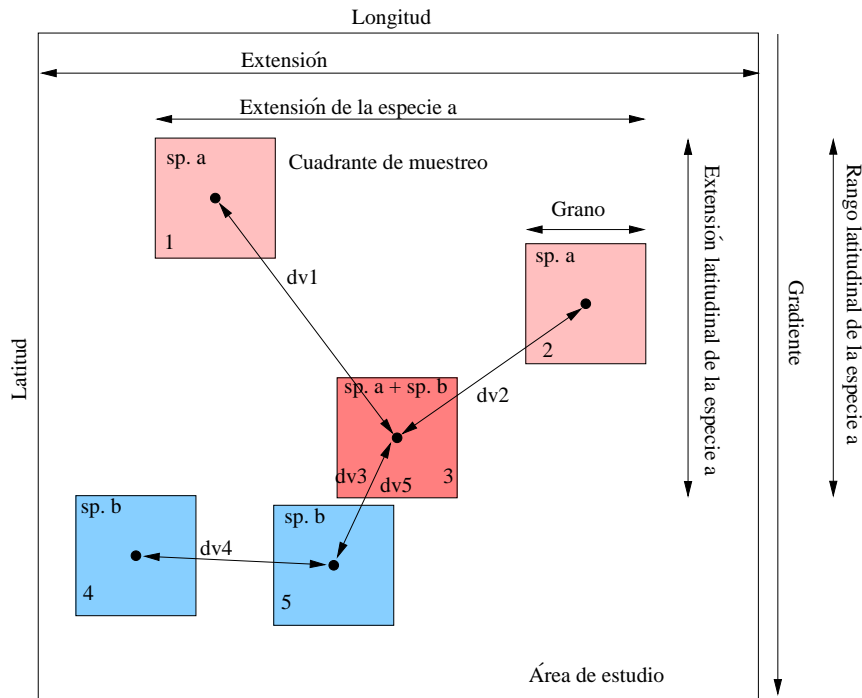 Longitud
Extensión
Extensión de la especie a
sp. a
Cuadrante de muestreo
1
Grano
sp. a
2
dv1
dv2
sp. a + sp. b
3
dv3
dv5
sp. b
4
dv4
sp. b
5
Latitud
Extensión latitudinal de la especie a
Gradiente
Rango latitudinal de la especie a
Área de estudio